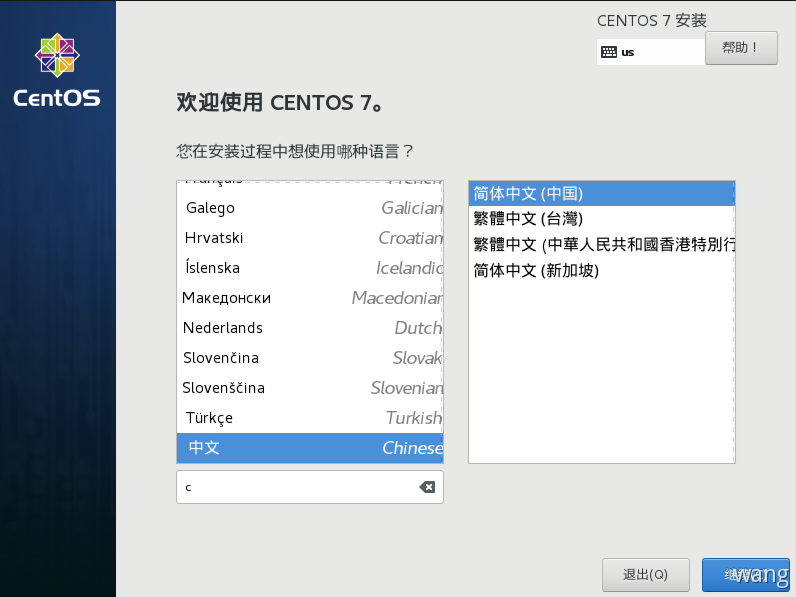 CentOS
CENTOS 7 安装
us
帮助！
欢迎使用 CENTOS 7。
您在安装过程中想使用哪种语言？
Français French
Galego Galician
Hrvatski Croatian
Íslenska Icelandic
Македонски Macedonian
Nederlands Dutch
Slovenčina Slovak
Slovenščina Slovenian
Türkçe Turkish
中文 Chinese
c
简体中文 (中国)
繁體中文 (台灣)
繁體中文 (中華人民共和國香港特別行
简体中文 (新加坡)
退出(Q)
wang